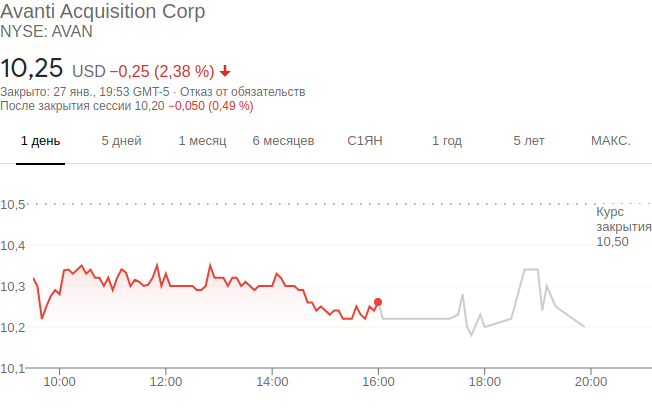 Avanti Acquisition Corp
NYSE: AVAN
10,25 USD −0,25 (2,38 %)
Закрыто: 27 янв., 19:53 GMT-5 · Отказ от обязательств
После закрытия сессии 10,20 −0,050 (0,49 %)
1 день 5 дней 1 месяц 6 месяцев С1ЯН 1 год 5 лет МАКС.
10,5
Курс
закрытия
10,50
10,4
10,3
10,2
10,1
10:00 12:00 14:00 16:00 18:00 20:00